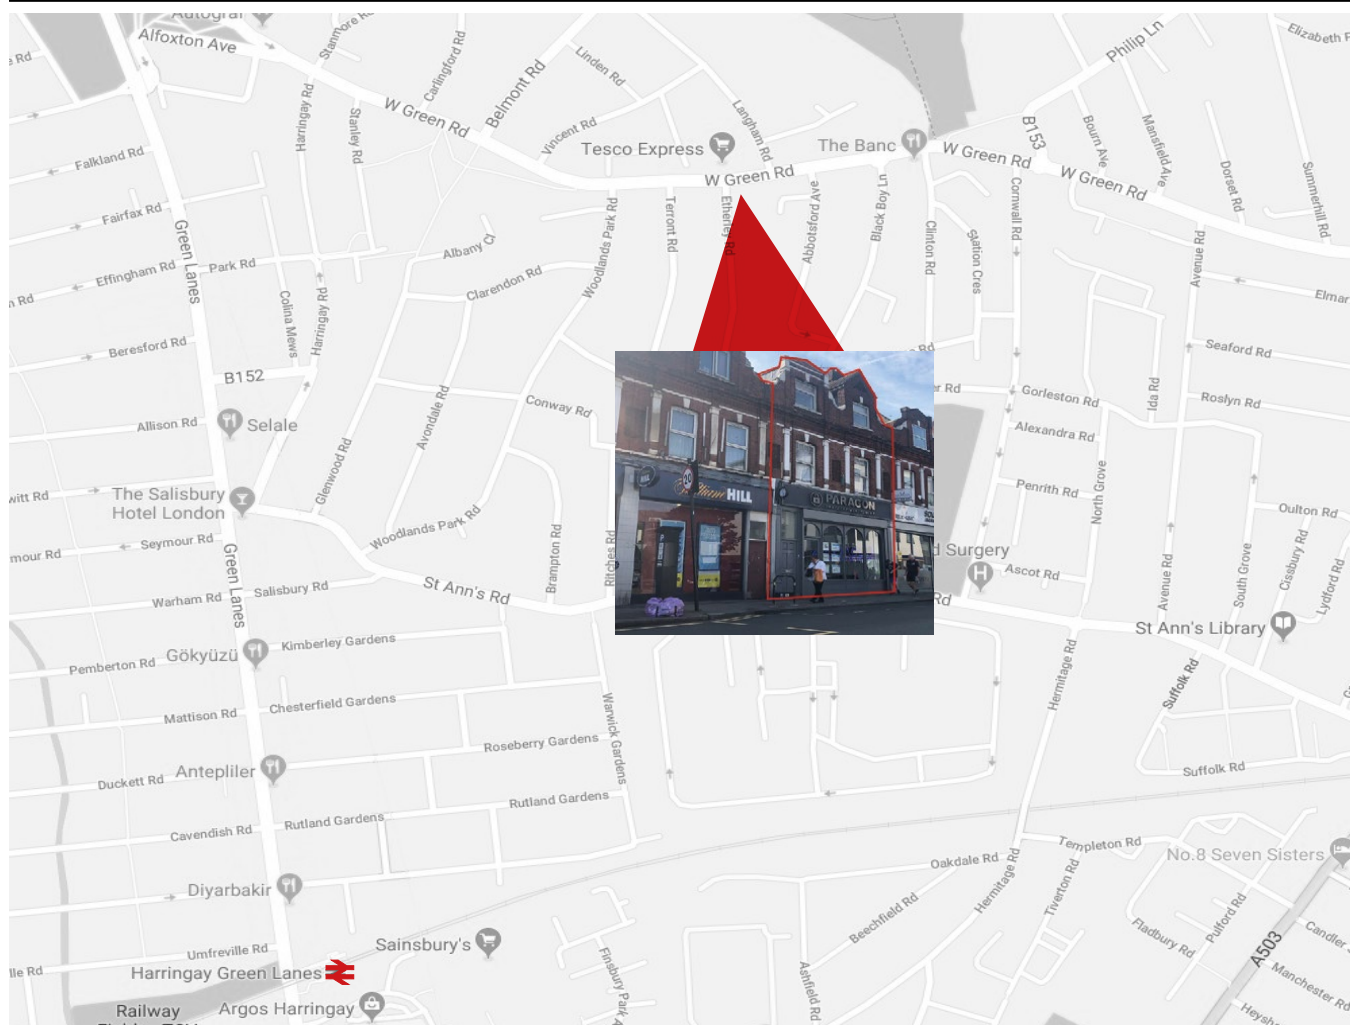 Alfoxton Ave
Stanmore Rd
Carlingford Rd
Belmont Rd
Linden Rd
Philip Ln
Elizabeth
Rd
Harringay Rd
Stanley Rd
W Green Rd
Vincent Rd
Langham Rd
Tesco Express
The Banc
B153
Bourn Ave
Mansfield Ave
W Green Rd
W Green Rd
W Green Rd
Falkland Rd
Dorset Rd
Summerhill Rd
Fairfax Rd
Green Lanes
Albany Cl
Woodlands Park Rd
Terront Rd
Etherley Rd
Abbotsford Ave
Black Boy Ln
Clinton Rd
Station Cres
Cornwall Rd
Avenue Rd
Effingham Rd
Park Rd
Clarendon Rd
Rd
Colina Mews
Harringay Rd
Beresford Rd
Seaford Rd
B152
Rd
Gorleston Rd
Ida Rd
Roslyn Rd
Allison Rd
Selale
Avondale Rd
Conway Rd
Alexandra Rd
Glenwood Rd
Penrith Rd
North Grove
witt Rd
The Salisbury
Hotel London
HILL
PARAGON
Oulton Rd
Woodlands Park Rd
mour Rd
Seymour Rd
Green Lanes
Brampton Rd
Ritches Rd
d Surgery
Ascot Rd
Avenue Rd
South Grove
Cissbury Rd
Lydford Rd
Warham Rd
Salisbury Rd
St Ann's Rd
Rd
St Ann's Library
Gökyüzü
Kimberley Gardens
Pemberton Rd
Hermitage Rd
Suffolk Rd
Mattison Rd
Chesterfield Gardens
Warwick Gardens
Roseberry Gardens
Antepliler
Duckett Rd
Suffolk Rd
Rutland Gardens
Cavendish Rd
Rutland Gardens
Oakdale Rd
Hermitage Rd
Templeton Rd
No.8 Seven Sisters
Tiverton Rd
Diyarbakir
Beechfield Rd
Fladbury Rd
Pulford Rd
A503
Candler
Umfreville Rd
Sainsbury's
lle Rd
Harringay Green Lanes
Finsbury Park
Ashfield Rd
Manchester Rd
Railway
Argos Harringay